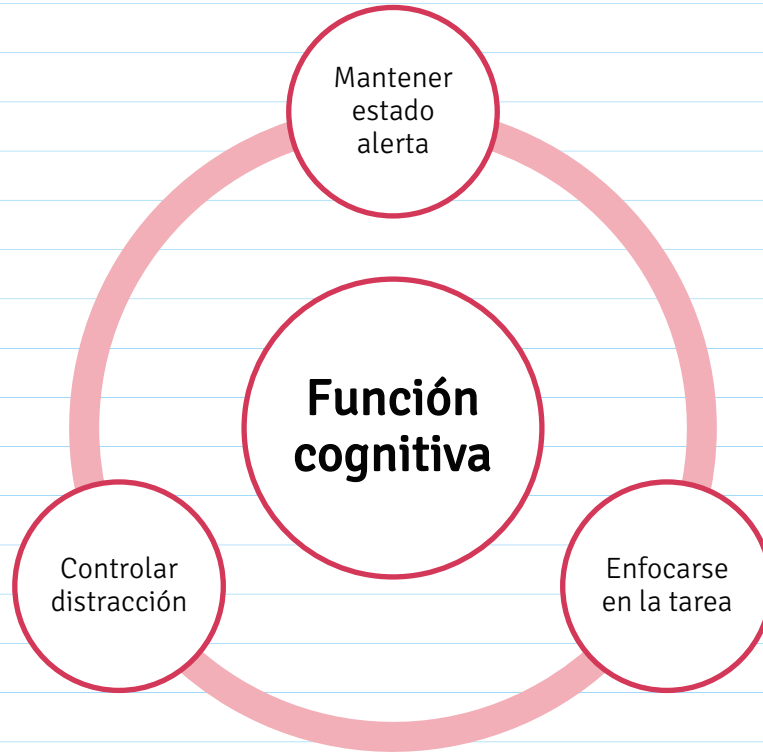 Mantener
estado
alerta
Función
cognitiva
Controlar
distracción
Enfocarse
en la tarea